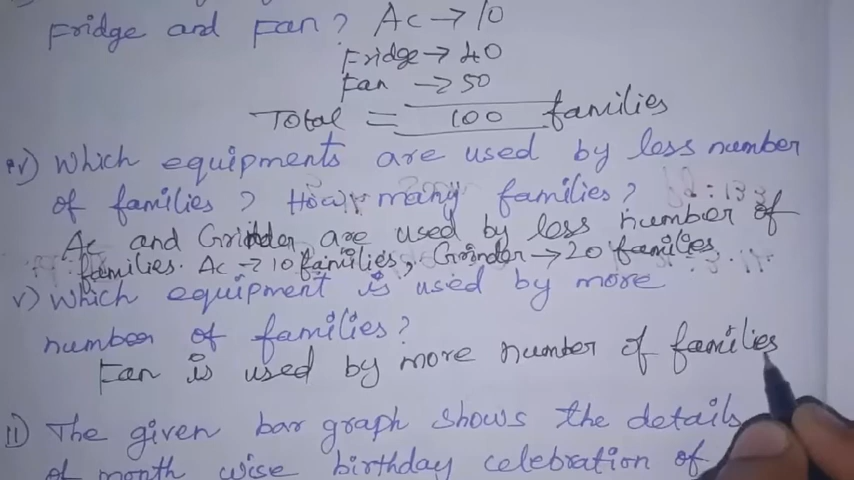 Fridge and Fan? Ac → 10
Fridge → 40
Fan → 50
Total = 100 families
iv) Which equipments are used by less number
of families? How many families?
Ac and Grinder are used by less number of
families. Ac → 10 families, Grinder → 20 families
v) Which equipment is used by more
number of families?
Fan is used by more number of families
11) The given bar graph shows the details
of month wise birthday celebration of